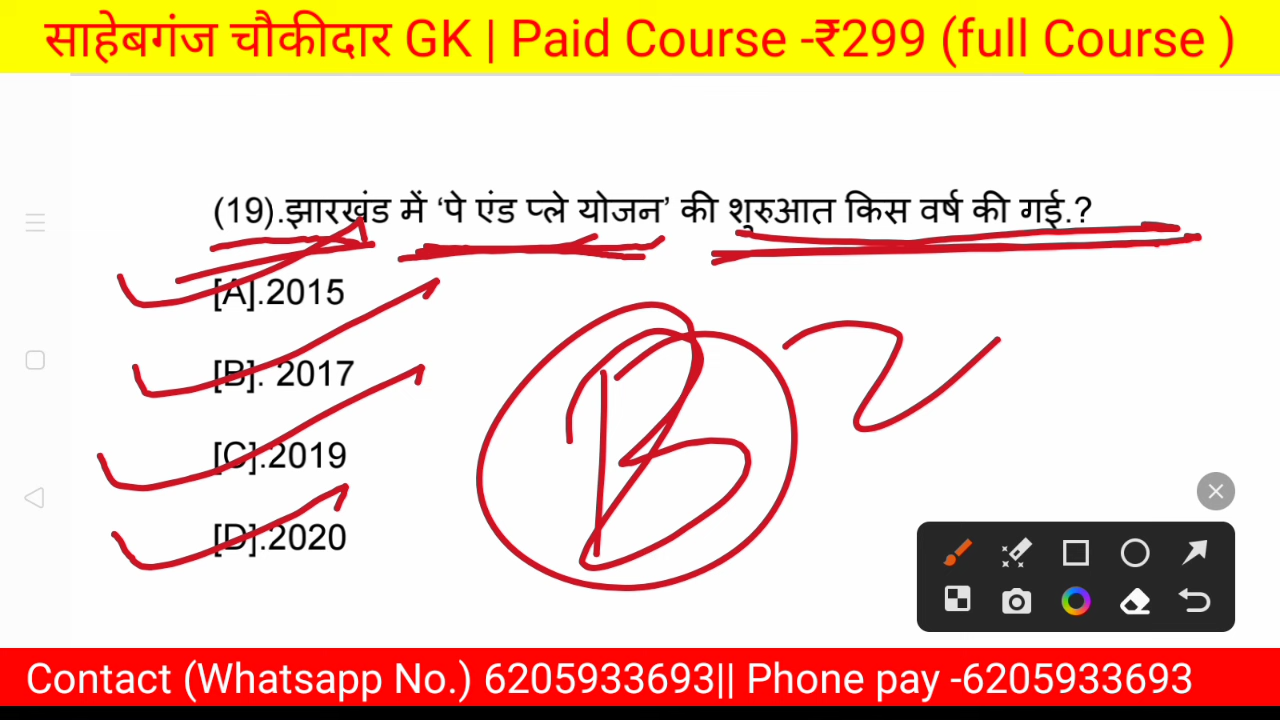 साहेबगंज चौकीदार GK | Paid Course -₹299 (full Course )
(19).झारखंड में ‘पे एंड प्ले योजन’ की शुरुआत किस वर्ष की गई.?
[A].2015
[B]. 2017
[C].2019
[D].2020
B
Contact (Whatsapp No.) 6205933693|| Phone pay -6205933693